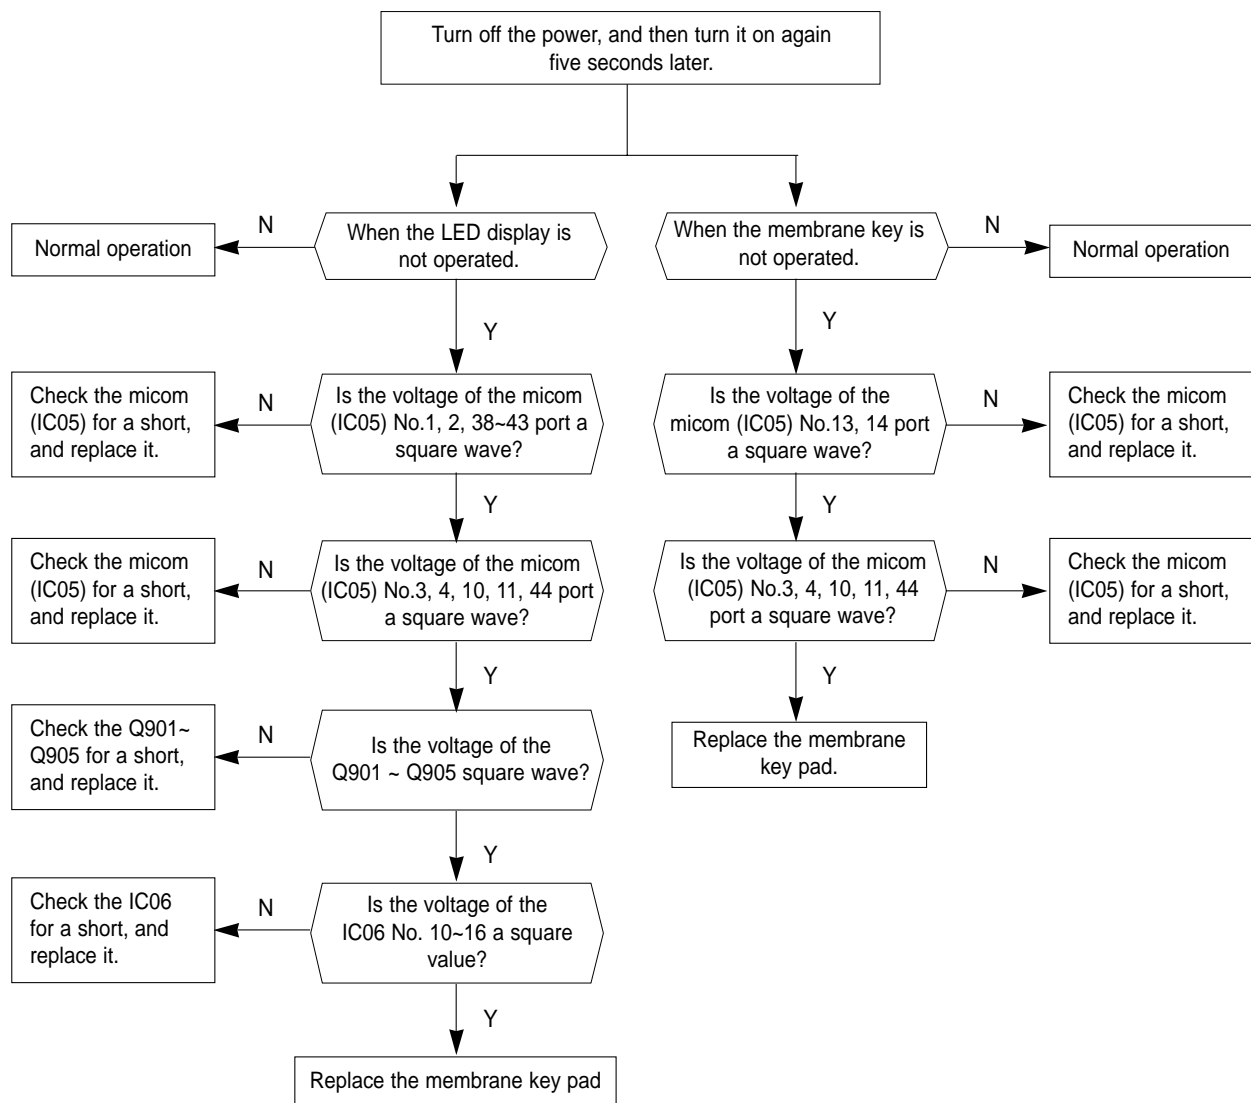 Turn off the power, and then turn it on again
five seconds later.
N
When the LED display is
not operated.
Normal operation
When the membrane key is
not operated.
N
Normal operation
Y
Y
Check the micom
(IC05) for a short,
and replace it.
N
Is the voltage of the micom
(IC05) No.1, 2, 38~43 port a
square wave?
Is the voltage of the
micom (IC05) No.13, 14 port
a square wave?
N
Check the micom
(IC05) for a short,
and replace it.
Y
Y
Check the micom
(IC05) for a short,
and replace it.
N
Is the voltage of the micom
(IC05) No.3, 4, 10, 11, 44 port
a square wave?
Is the voltage of the micom
(IC05) No.3, 4, 10, 11, 44
port a square wave?
N
Check the micom
(IC05) for a short,
and replace it.
Y
Y
Check the Q901~
Q905 for a short,
and replace it.
N
Is the voltage of the
Q901 ~ Q905 square wave?
Replace the membrane
key pad.
Y
Check the IC06
for a short, and
replace it.
N
Is the voltage of the
IC06 No. 10~16 a square
value?
Y
Replace the membrane key pad